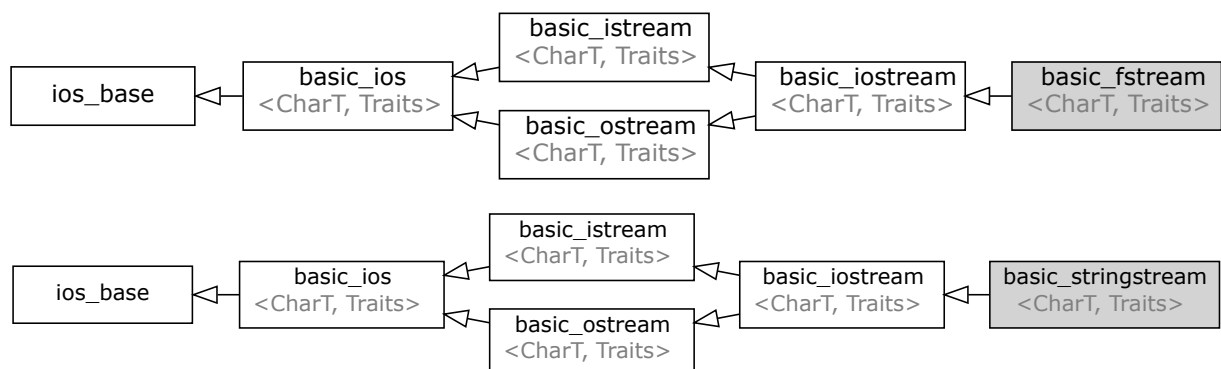 basic_istream
<CharT, Traits>
ios_base
basic_ios
<CharT, Traits>
basic_iostream
<CharT, Traits>
basic_fstream
<CharT, Traits>
basic_ostream
<CharT, Traits>
basic_istream
<CharT, Traits>
ios_base
basic_ios
<CharT, Traits>
basic_iostream
<CharT, Traits>
basic_stringstream
<CharT, Traits>
basic_ostream
<CharT, Traits>